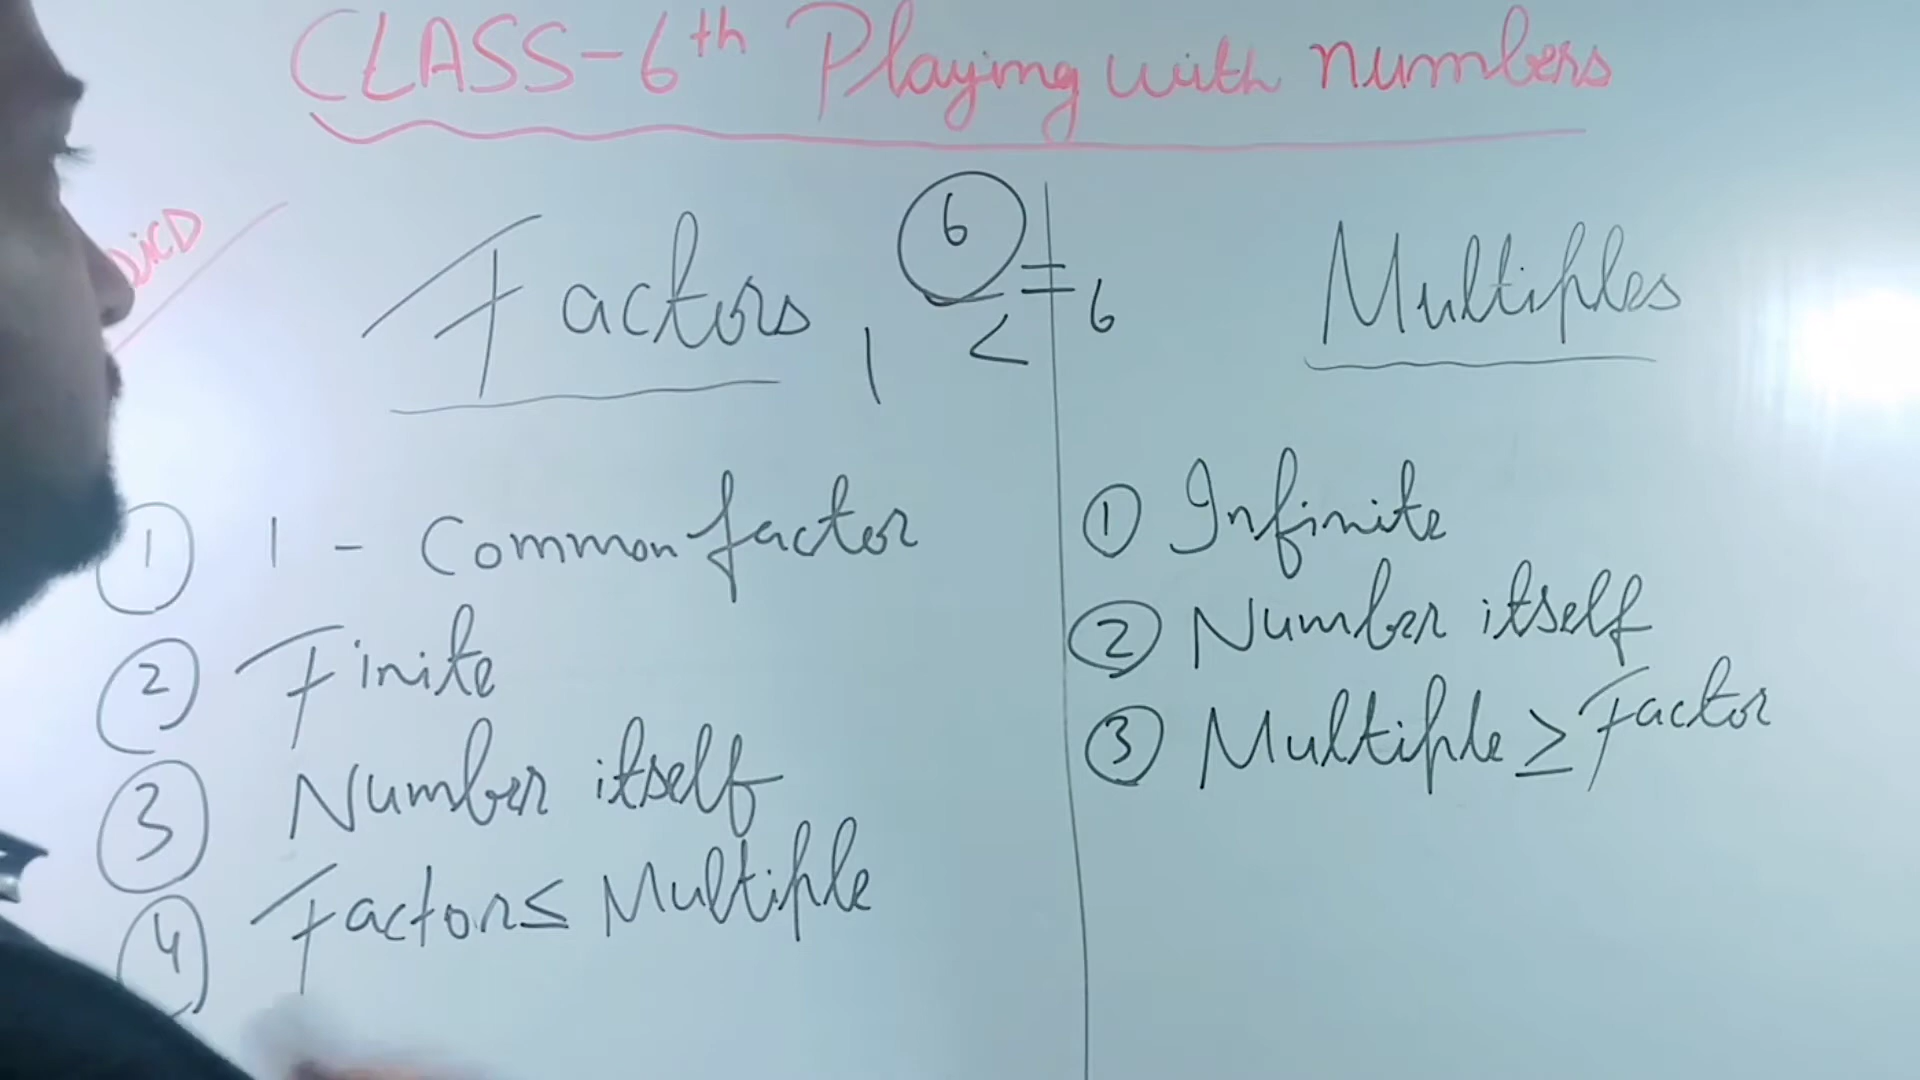 CLASS-6th Playing with numbers
Factors
6
=
6
<
1
Multiples
① 1 - Common factor
② Finite
③ Number itself
④ Factor ≤ Multiple
① Infinite
② Number itself
③ Multiple ≥ Factor